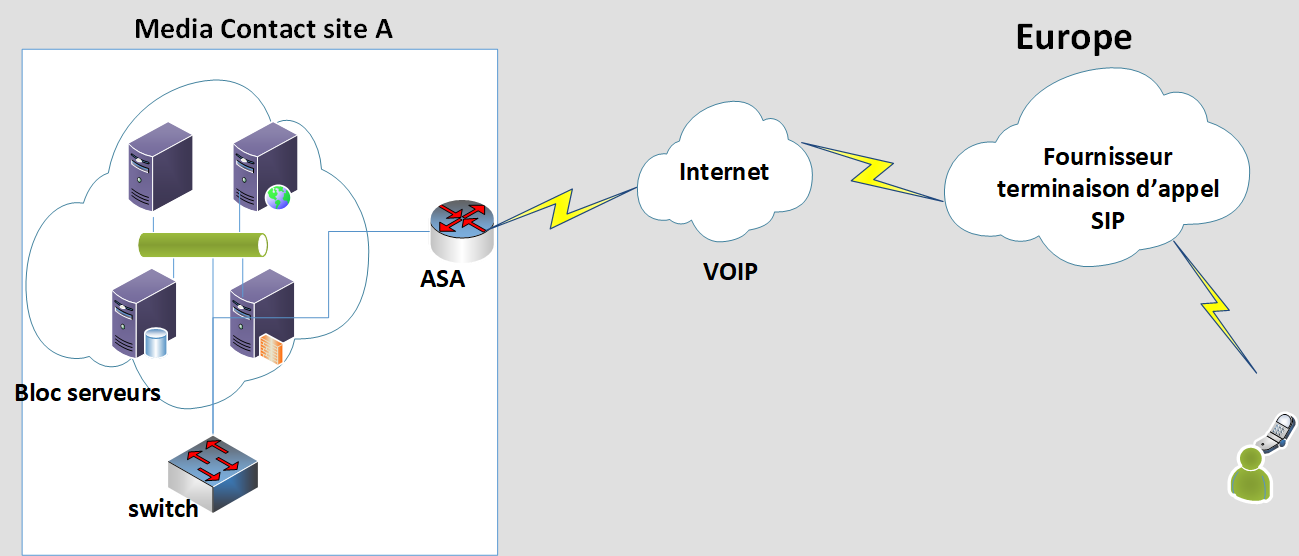 Media Contact site A
Europe
Internet
Fournisseur
terminaison d’appel
SIP
ASA
VOIP
Bloc serveurs
switch